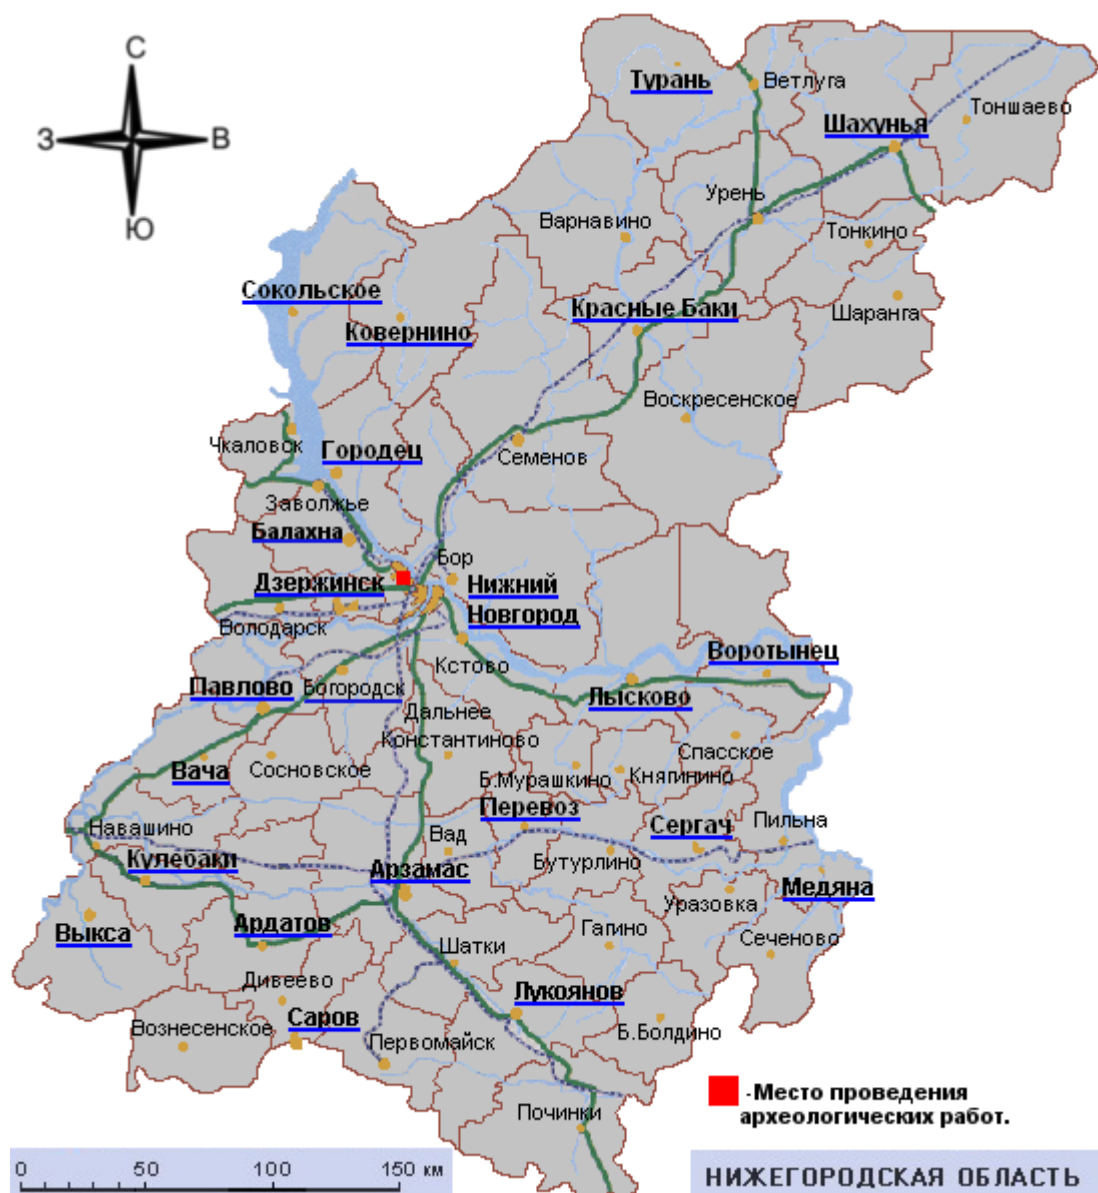 С
З
В
Ю
Турань
Ветлуга
Тоншаево
Шахунья
Урень
Варнавино
Тонкино
Сокольское
Красные Баки
Шаранга
Ковернино
Воскресенское
Чкаловск
Городец
Семенов
Заволжье
Балахна
Бор
Дзержинск
Нижний
Новгород
Володарск
Кстово
Воротынец
Павлово
Богородск
Лысково
Дальнее
Константиново
Спасское
Вача
Сосновское
Б.Мурашкино
Княгинино
Перевоз
Сергач
Пильна
Навашино
Вад
Бутурлино
Кулебаки
Арзамас
Медяна
Уразовка
Выкса
Ардатов
Шатки
Гагино
Сеченово
Дивеево
Лукоянов
Саров
Вознесенское
Первомайск
Б.Болдино
Починки
-Место проведения
археологических работ.
0 50 100 150 км
НИЖЕГОРОДСКАЯ ОБЛАСТЬ